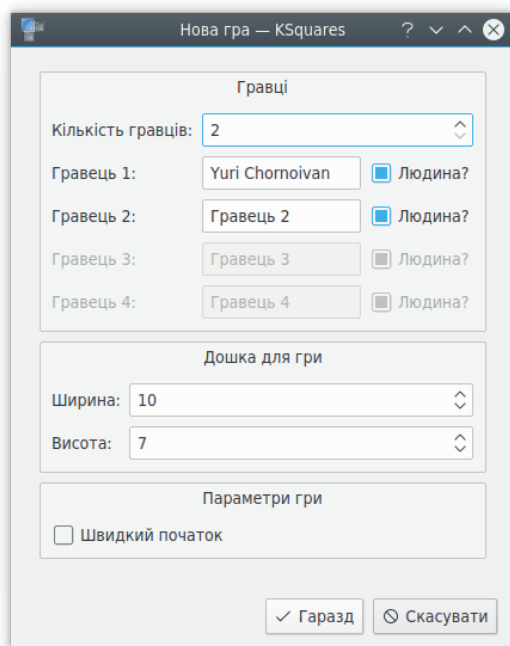 Нова гра — KSquares
Гравці
Кількість гравців: 2
Гравець 1: Yuri Chornoivan Людина?
Гравець 2: Гравець 2 Людина?
Гравець 3: Гравець 3 Людина?
Гравець 4: Гравець 4 Людина?
Дошка для гри
Ширина: 10
Висота: 7
Параметри гри
Швидкий початок
Гаразд Скасувати